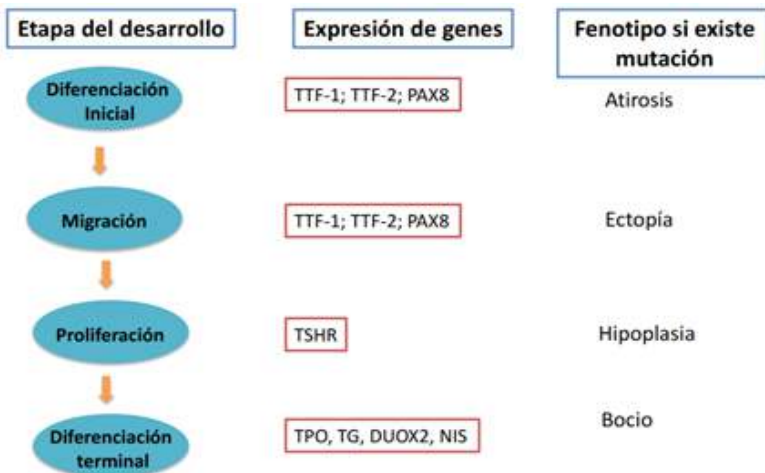 Etapa del desarrollo
Expresión de genes
Fenotipo si existe
mutación
Diferenciación
Inicial
TTF-1; TTF-2; PAX8
Atirosis
Migración
TTF-1; TTF-2; PAX8
Ectopía
Proliferación
TSHR
Hipoplasia
Diferenciación
terminal
TPO, TG, DUOX2, NIS
Bocio